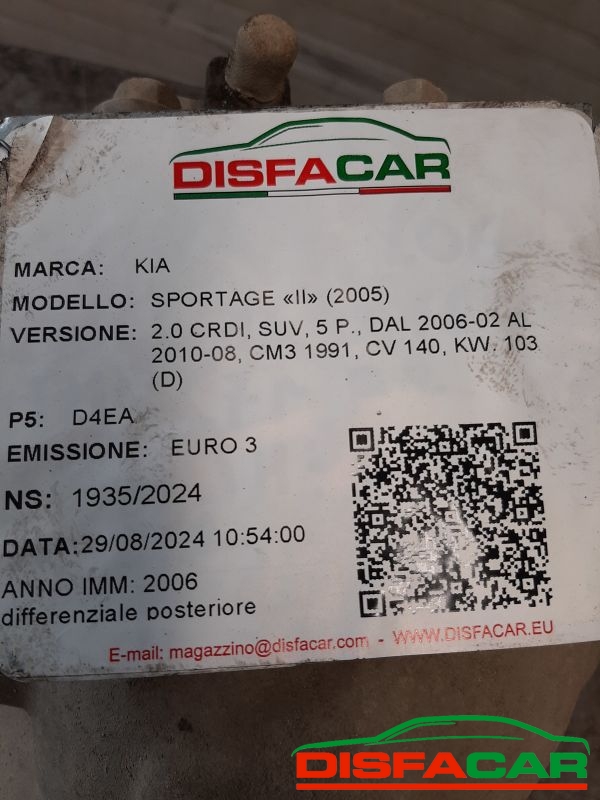 DISFACAR
MARCA: KIA
MODELLO: SPORTAGE «II» (2005)
VERSIONE: 2.0 CRDI, SUV, 5 P., DAL 2006-02 AL
2010-08, CM3 1991, CV 140, KW. 103
(D)
P5: D4EA
EMISSIONE: EURO 3
NS: 1935/2024
DATA:29/08/2024 10:54:00
ANNO IMM: 2006
differenziale posteriore
E-mail: magazzino@disfacar.com - WWW.DISFACAR.EU
DISFACAR